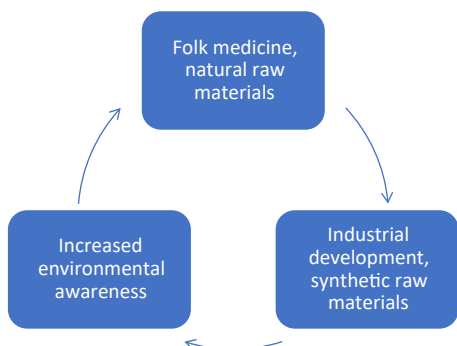 Folk medicine,
natural raw
materials
Industrial
development,
synthetic raw
materials
Increased
environmental
awareness